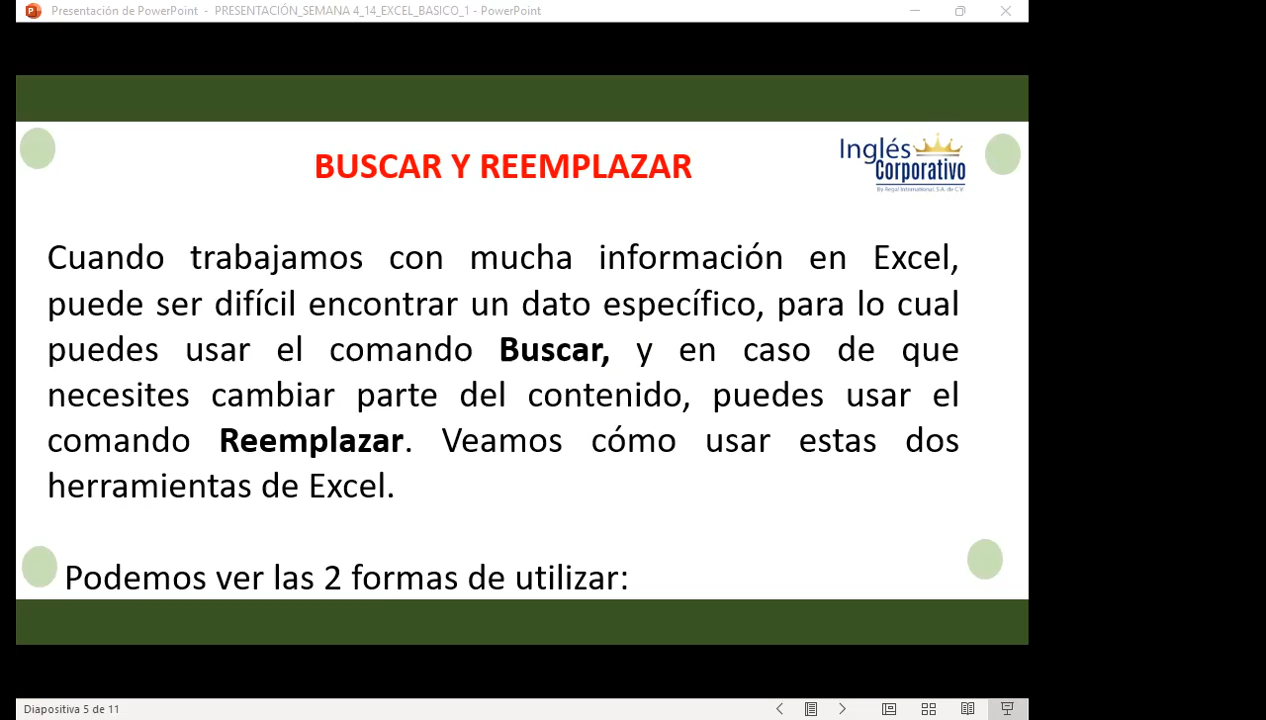 Presentación de PowerPoint - PRESENTACIÓN_SEMANA 4_14_EXCEL_BASICO_1 - PowerPoint
BUSCAR Y REEMPLAZAR
Inglés
Corporativo
By Regal International, S.A. de C.V.
Cuando trabajamos con mucha información en Excel,
puede ser difícil encontrar un dato específico, para lo cual
puedes usar el comando Buscar, y en caso de que
necesites cambiar parte del contenido, puedes usar el
comando Reemplazar. Veamos cómo usar estas dos
herramientas de Excel.
Podemos ver las 2 formas de utilizar:
Diapositiva 5 de 11